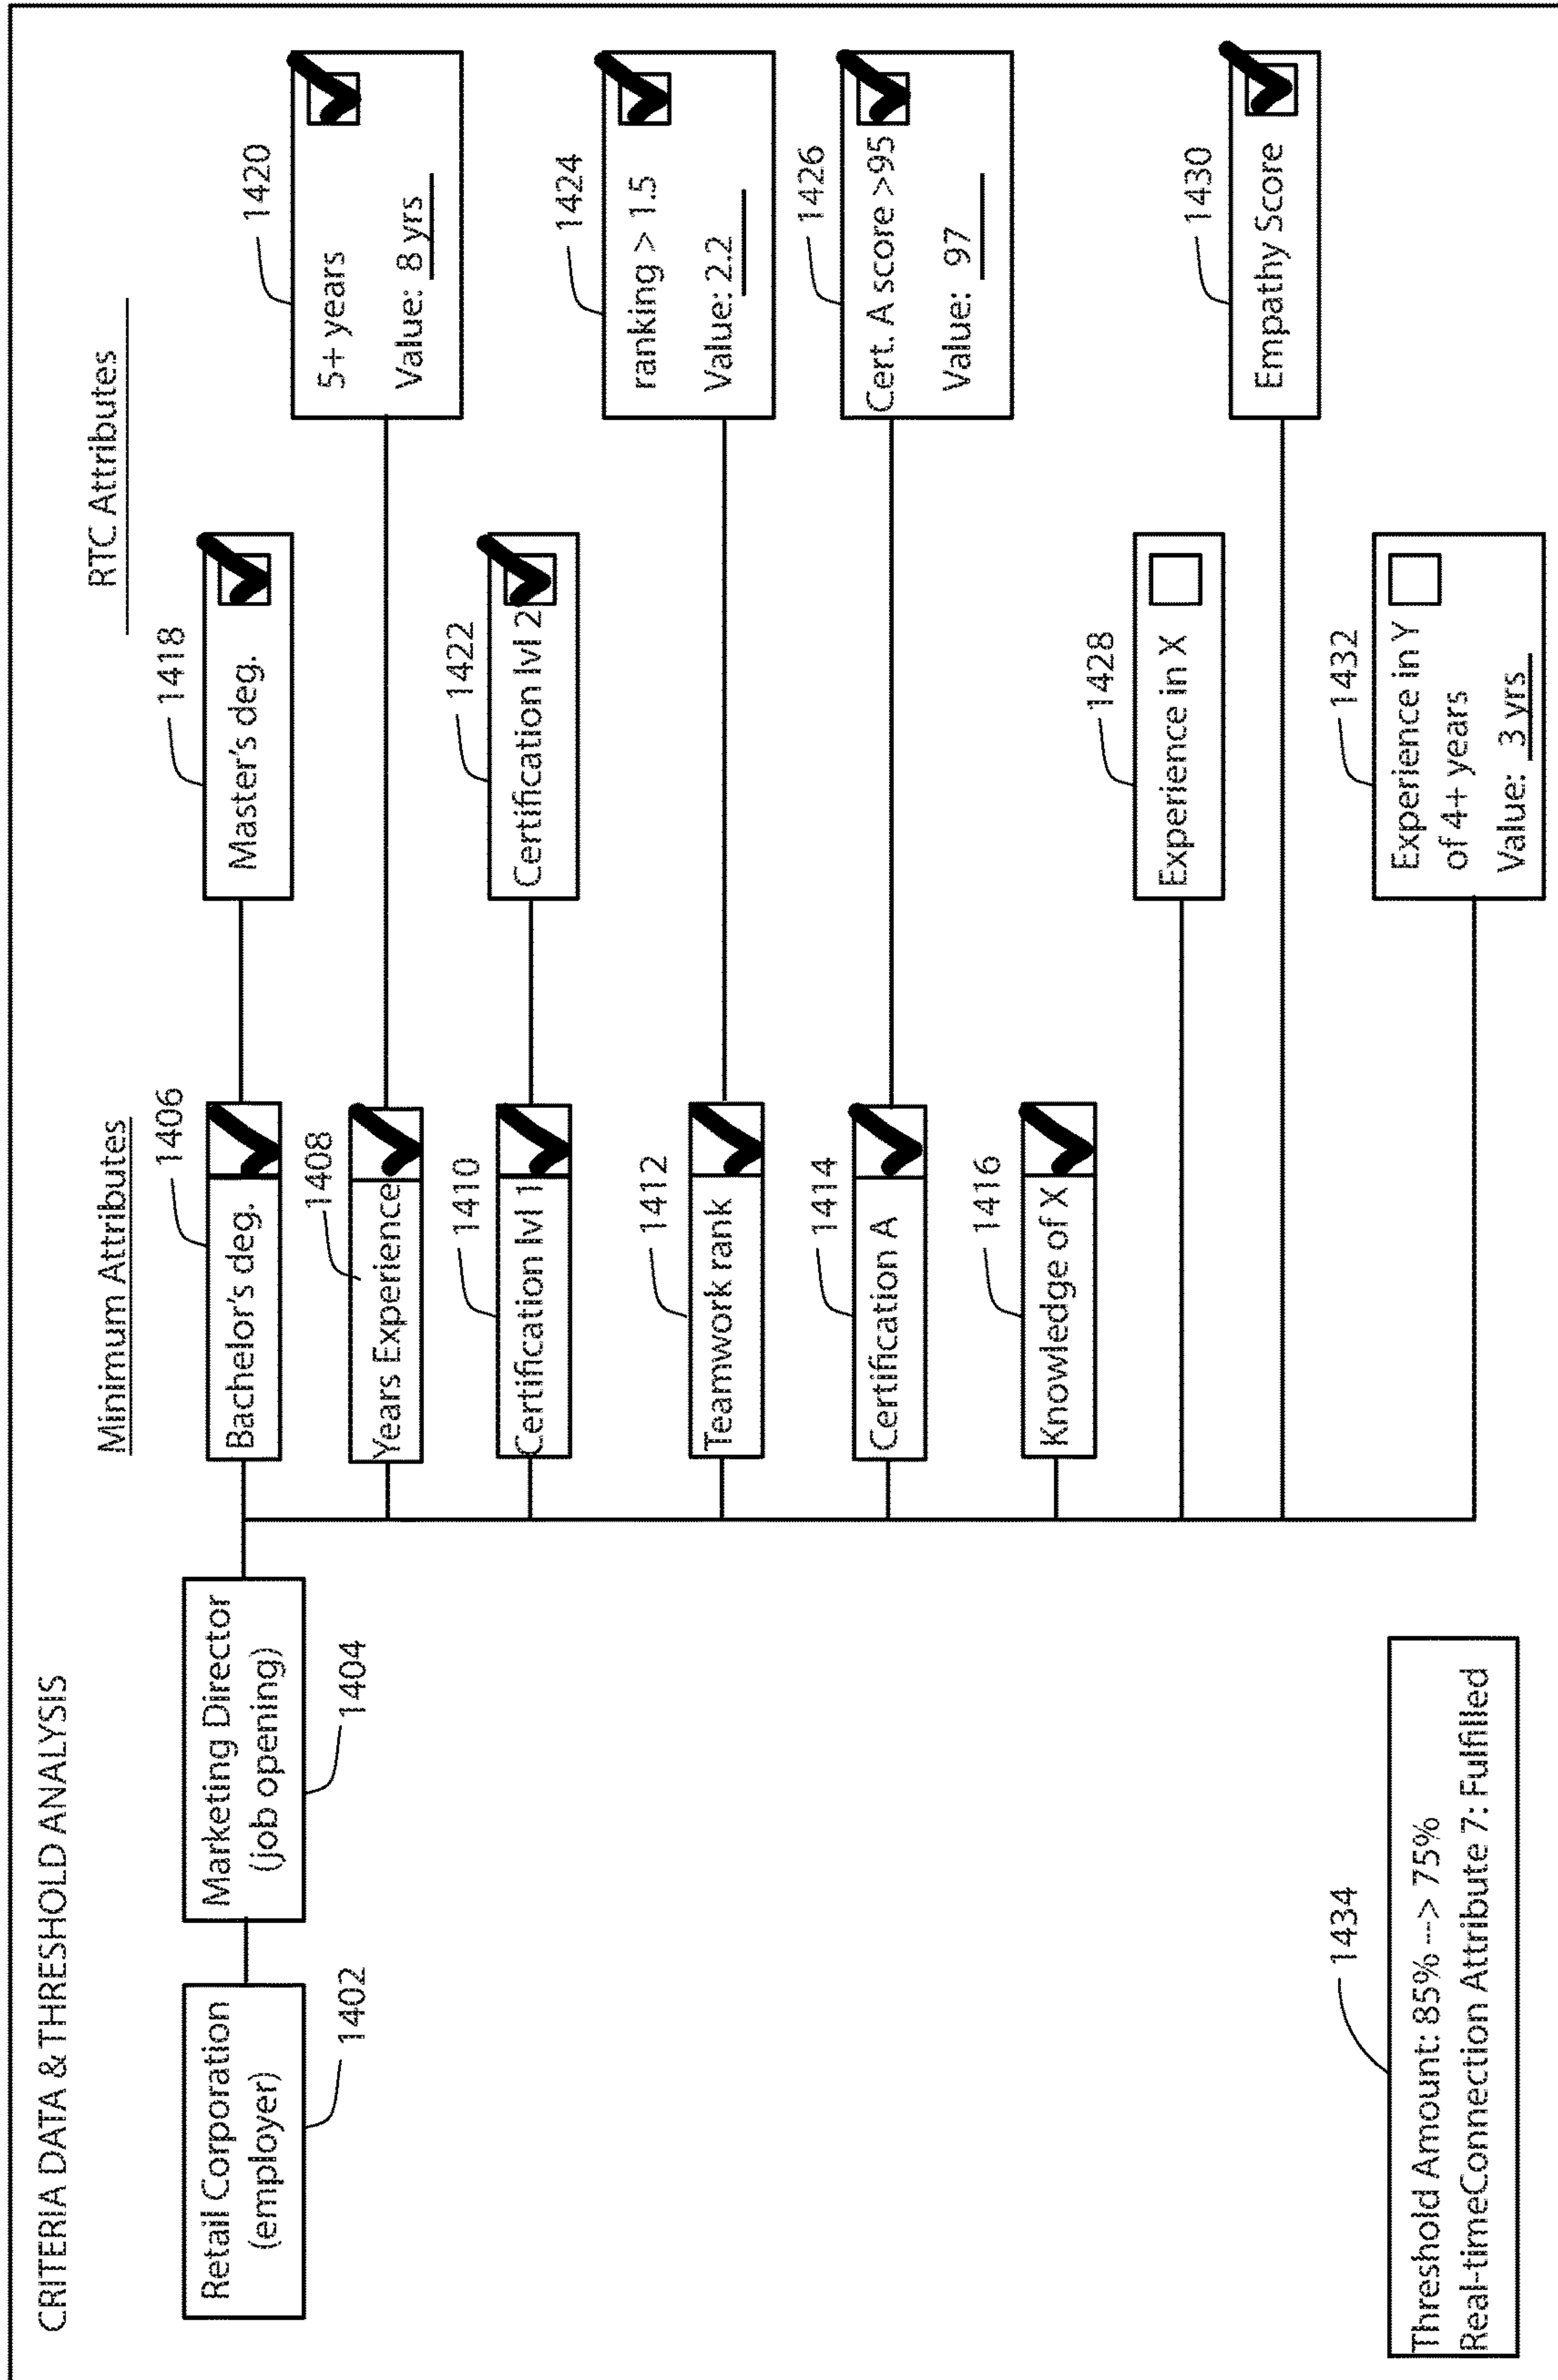 CRITERIA DATA & THRESHOLD ANALYSIS
Retail Corporation
(employer)
1402
Marketing Director
(job opening)
1404
Minimum Attributes
1406
Bachelor's deg.
1408
Years Experience
1410
Certification lvl 1
1412
Teamwork rank
1414
Certification A
1416
Knowledge of X
RTC Attributes
1418
Master's deg.
1420
5+ years
Value: 8 yrs
1422
Certification lvl 2
1424
ranking > 1.5
Value: 2.2
1426
Cert. A score >95
Value: 97
1428
Experience in X
1430
Empathy Score
1432
Experience in Y
of 4+ years
Value: 3 yrs
1434
Threshold Amount: 85% --> 75%
Real-timeConnection Attribute 7: Fulfilled